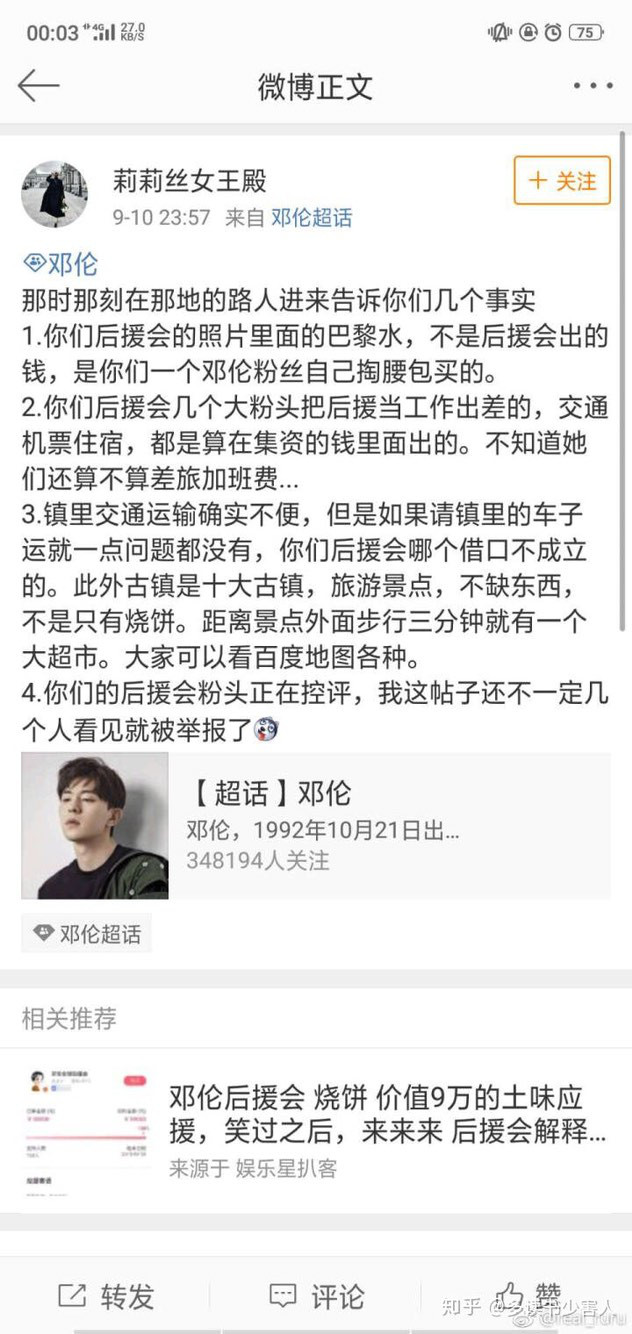 00:03
4G
27.0
KB/S
75
微博正文
莉莉丝女王殿
9-10 23:57 来自 邓伦超话
+ 关注
邓伦
那时那刻在那地的路人进来告诉你们几个事实
1.你们后援会的照片里面的巴黎水，不是后援会出的
钱，是你们一个邓伦粉丝自己掏腰包买的。
2.你们后援会几个大粉头把后援当工作出差的，交通
机票住宿，都是算在集资的钱里面出的。不知道她
们还算不算差旅加班费...
3.镇里交通运输确实不便，但是如果请镇里的车子
运就一点问题都没有，你们后援会哪个借口不成立
的。此外古镇是十大古镇，旅游景点，不缺东西，
不是只有烧饼。距离景点外面步行三分钟就有一个
大超市。大家可以看百度地图各种。
4.你们的后援会粉头正在控评，我这帖子还不一定几
个人看见就被举报了
【 超话 】邓伦
邓伦，1992年10月21日出...
348194人关注
邓伦超话
相关推荐
邓伦后援会 烧饼 价值9万的土味应
援，笑过之后，来来来 后援会解释...
来源于 娱乐星扒客
转发
评论
赞
知乎 @多读书少害人